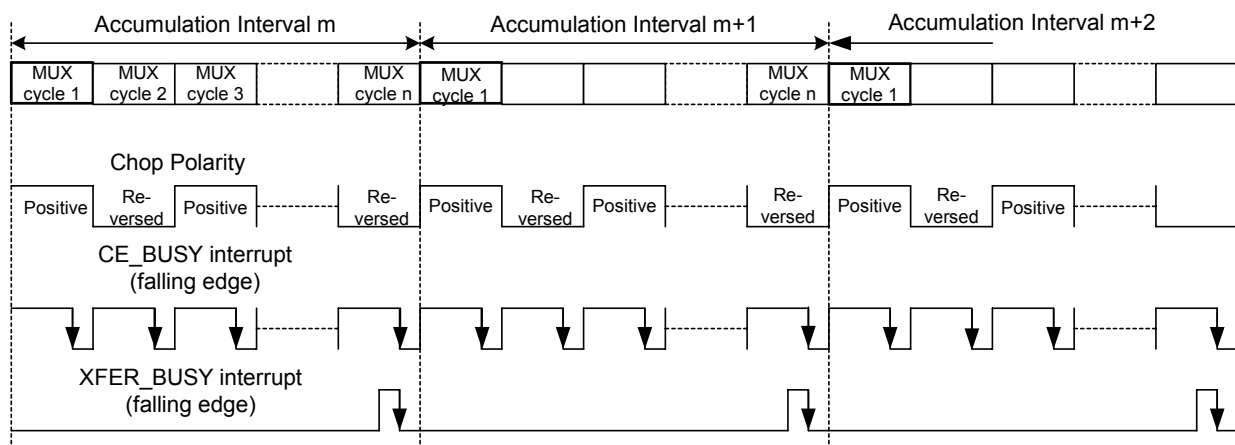 Accumulation Interval m
Accumulation Interval m+1
Accumulation Interval m+2
MUX
cycle 1
MUX
cycle 2
MUX
cycle 3
MUX
cycle n
MUX
cycle 1
MUX
cycle n
MUX
cycle 1
Chop Polarity
Positive
Re-
versed
Positive
Re-
versed
Positive
Re-
versed
Positive
Re-
versed
Positive
Re-
versed
Positive
CE_BUSY interrupt
(falling edge)
XFER_BUSY interrupt
(falling edge)